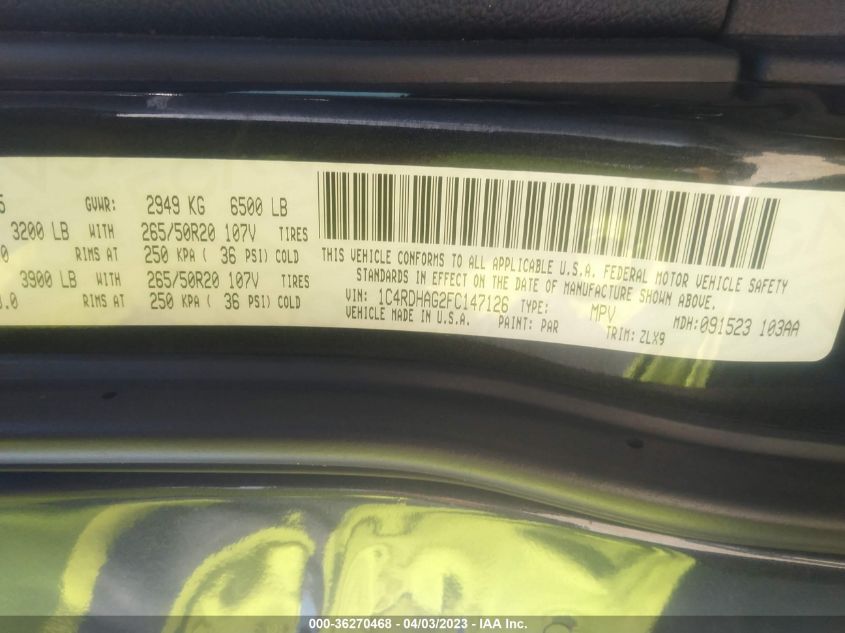 GVWR: 2949 KG 6500 LB
3200 LB WITH 265/50R20 107V TIRES
RIMS AT 250 KPA ( 36 PSI) COLD
3900 LB WITH 265/50R20 107V TIRES
.0 RIMS AT 250 KPA ( 36 PSI) COLD
THIS VEHICLE CONFORMS TO ALL APPLICABLE U.S.A. FEDERAL MOTOR VEHICLE SAFETY
STANDARDS IN EFFECT ON THE DATE OF MANUFACTURE SHOWN ABOVE.
VIN: 1C4RDHAG2FC147126 TYPE: MPV MDH:091523 103AA
VEHICLE MADE IN U.S.A. PAINT: PAR TRIM: ZLX9
000-36270468 - 04/03/2023 - IAA Inc.